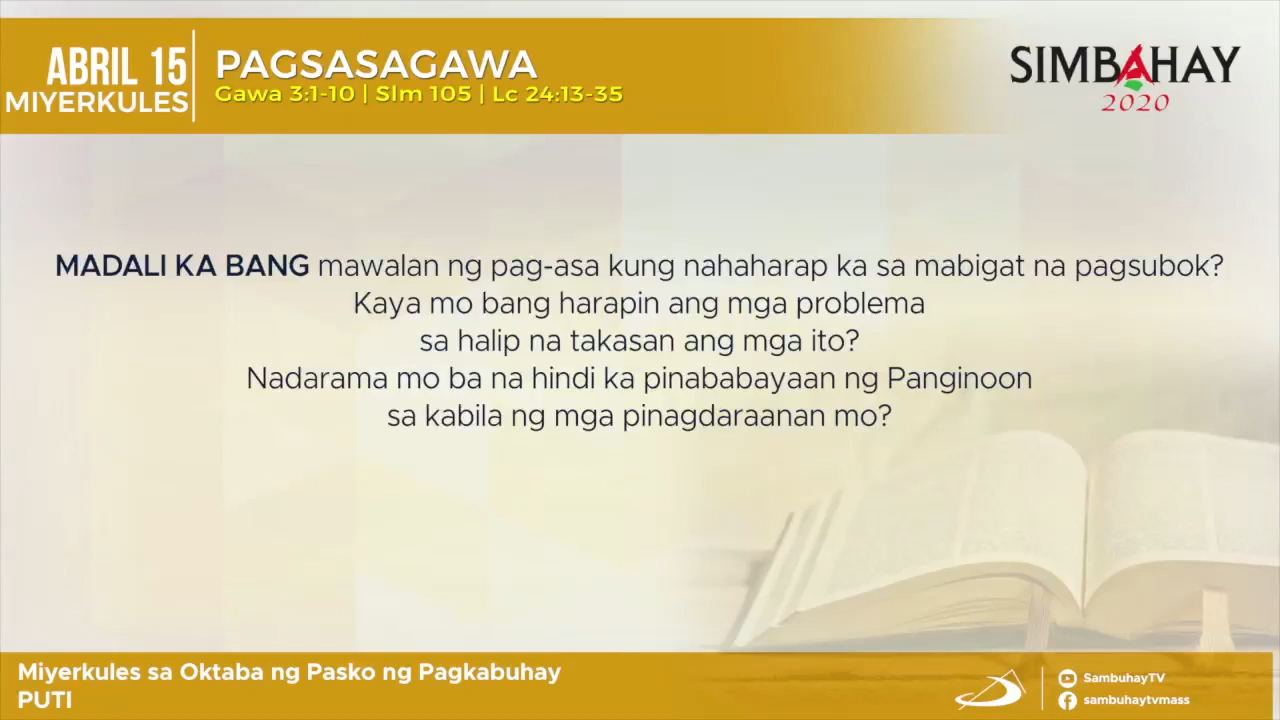 ABRIL 15
MIYERKULES
PAGSASAGAWA
Gawa 3:1-10 | Slm 105 | Lc 24:13-35
SIMBAHAY
2020
MADALI KA BANG mawalan ng pag-asa kung nahaharap ka sa mabigat na pagsubok?
Kaya mo bang harapin ang mga problema
sa halip na takasan ang mga ito?
Nadarama mo ba na hindi ka pinababayaan ng Panginoon
sa kabila ng mga pinagdaraanan mo?
Miyerkules sa Oktaba ng Pasko ng Pagkabuhay
PUTI
SambuhayTV
sambuhaytvmass